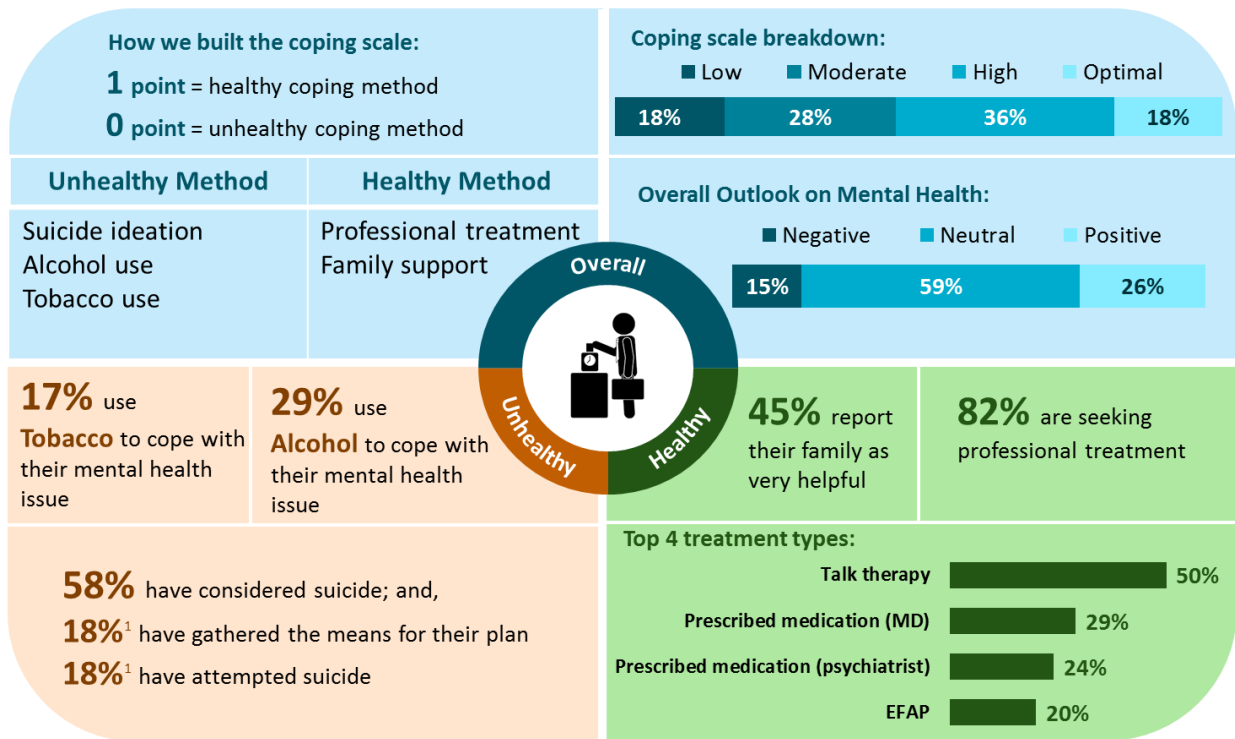 How we built the coping scale:
1 point = healthy coping method
0 point = unhealthy coping method
Unhealthy Method
Healthy Method
Suicide ideation
Alcohol use
Tobacco use
Professional treatment
Family support
Coping scale breakdown:
Low Moderate High Optimal
18% 28% 36% 18%
Overall Outlook on Mental Health:
Negative Neutral Positive
15% 59% 26%
Overall
Unhealthy
Healthy
17% use
Tobacco to cope with
their mental health
issue
29% use
Alcohol to cope with
their mental health
issue
58% have considered suicide; and,
18%¹ have gathered the means for their plan
18%¹ have attempted suicide
45% report
their family as
very helpful
82% are seeking
professional treatment
Top 4 treatment types:
Talk therapy 50%
Prescribed medication (MD) 29%
Prescribed medication (psychiatrist) 24%
EFAP 20%